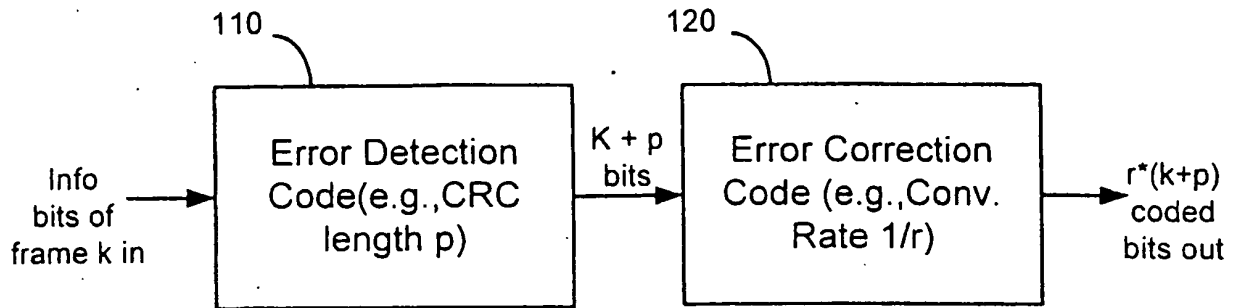 110
120
Info
bits of
frame k in
Error Detection
Code(e.g.,CRC
length p)
K + p
bits
Error Correction
Code (e.g.,Conv.
Rate 1/r)
r*(k+p)
coded
bits out